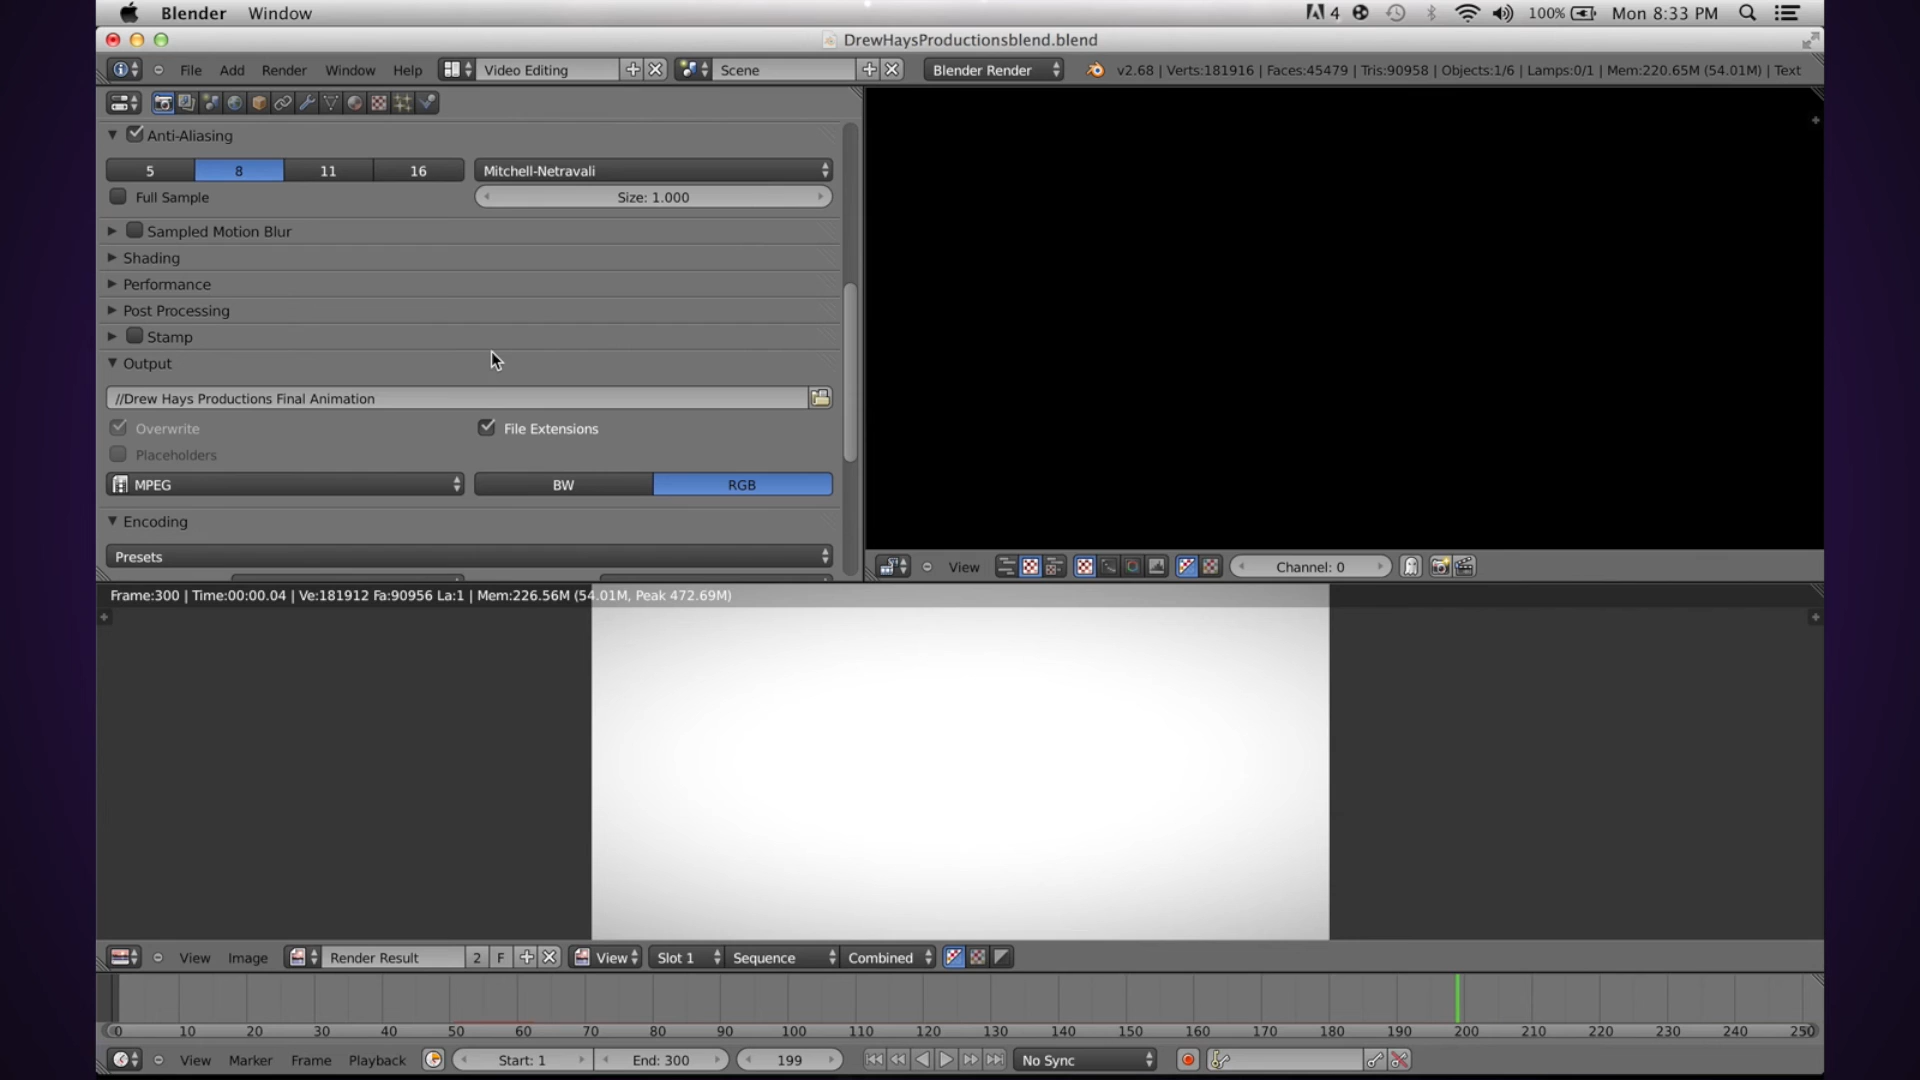 Blender Window 4 100% Mon 8:33 PM
DrewHaysProductionsblend.blend
File Add Render Window Help Video Editing Scene Blender Render v2.68 | Verts:181916 | Faces:45479 | Tris:90958 | Objects:1/6 | Lamps:0/1 | Mem:220.65M (54.01M) | Text
Anti-Aliasing
5 8 11 16 Mitchell-Netravali
Full Sample Size: 1.000
Sampled Motion Blur
Shading
Performance
Post Processing
Stamp
Output
//Drew Hays Productions Final Animation
Overwrite File Extensions
Placeholders
MPEG BW RGB
Encoding
Presets
View Channel: 0
Frame:300 | Time:00:00.04 | Ve:181912 Fa:90956 La:1 | Mem:226.56M (54.01M, Peak 472.69M)
View Image Render Result 2 F View Slot 1 Sequence Combined
0 10 20 30 40 50 60 70 80 90 100 110 120 130 140 150 160 170 180 190 200 210 220 230 240 250
View Marker Frame Playback Start: 1 End: 300 199 No Sync